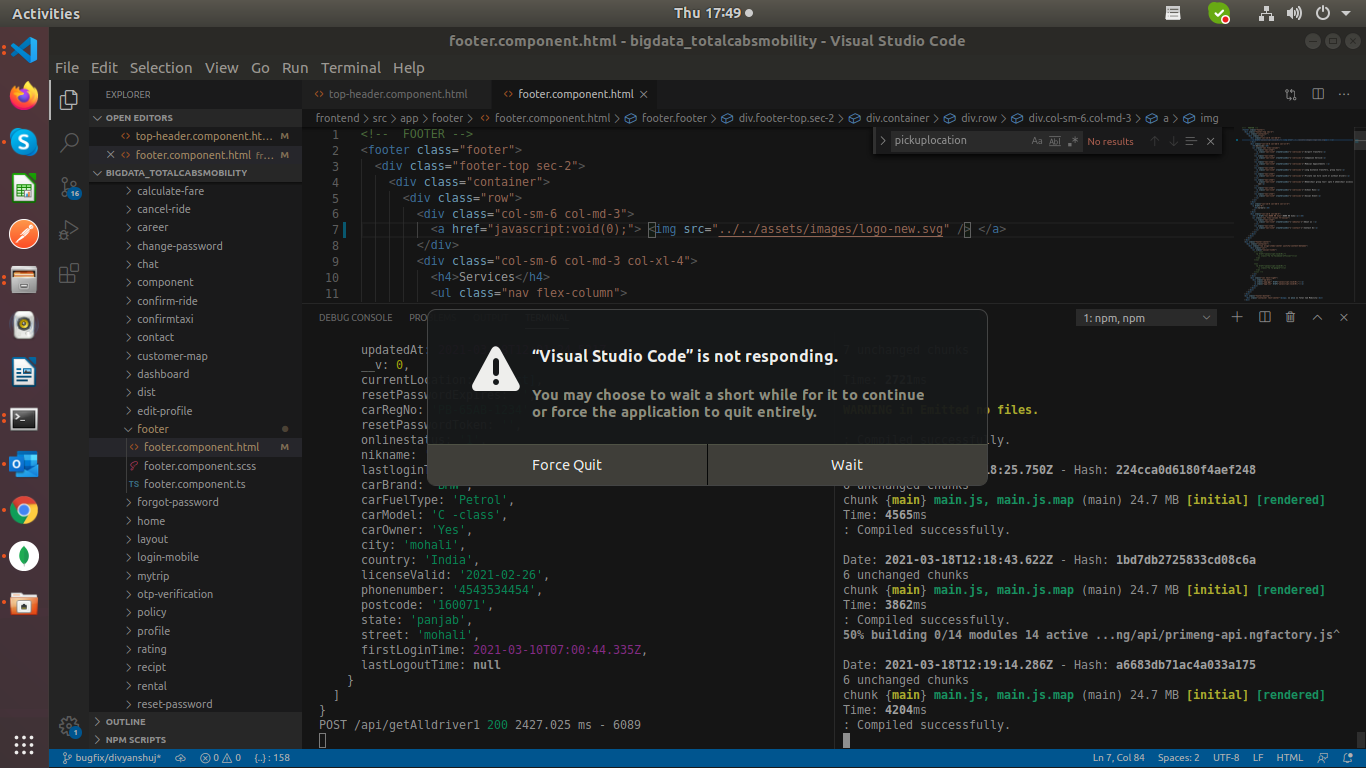 Activities
Thu 17:49
footer.component.html - bigdata_totalcabsmobility - Visual Studio Code
File Edit Selection View Go Run Terminal Help
EXPLORER
OPEN EDITORS
top-header.component.ht... M
footer.component.html fr... M
BIGDATA_TOTALCABSMOBILITY
calculate-fare
cancel-ride
career
change-password
chat
component
confirm-ride
confirmtaxi
contact
customer-map
dashboard
dist
edit-profile
footer
footer.component.html M
footer.component.scss
TS footer.component.ts
forgot-password
home
layout
login-mobile
mytrip
otp-verification
policy
profile
rating
recipt
rental
reset-password
OUTLINE
NPM SCRIPTS
16
1
top-header.component.html
footer.component.html
frontend > src > app > footer > footer.component.html > footer.footer > div.footer-top.sec-2 > div.container > div.row > div.col-sm-6.col-md-3 > a > img
1 <!-- FOOTER -->
2 <footer class="footer">
3 <div class="footer-top sec-2">
4 <div class="container">
5 <div class="row">
6 <div class="col-sm-6 col-md-3">
7 <a href="javascript:void(0);"> <img src="../../assets/images/logo-new.svg" /> </a>
8 </div>
9 <div class="col-sm-6 col-md-3 col-xl-4">
10 <h4>Services</h4>
11 <ul class="nav flex-column">
pickuplocation Aa Abl .* No results
DEBUG CONSOLE
1: npm, npm
“Visual Studio Code” is not responding.
You may choose to wait a short while for it to continue
or force the application to quit entirely.
Force Quit Wait
updatedAt:
__v: 0,
carRegNo:
nikname:
carFuelType: 'Petrol',
carModel: 'C -class',
carOwner: 'Yes',
city: 'mohali',
country: 'India',
licenseValid: '2021-02-26',
phonenumber: '4543534454',
postcode: '160071',
state: 'panjab',
street: 'mohali',
firstLoginTime: 2021-03-10T07:00:44.335Z,
lastLogoutTime: null
}
]
}
POST /api/getAlldriver1 200 2427.025 ms - 6089
files.
8:25.750Z - Hash: 224cca0d6180f4aef248
6 unchanged chunks
chunk {main} main.js, main.js.map (main) 24.7 MB [initial] [rendered]
Time: 4565ms
: Compiled successfully.
Date: 2021-03-18T12:18:43.622Z - Hash: 1bd7db2725833cd08c6a
6 unchanged chunks
chunk {main} main.js, main.js.map (main) 24.7 MB [initial] [rendered]
Time: 3862ms
: Compiled successfully.
50% building 0/14 modules 14 active ...ng/api/primeng-api.ngfactory.js^
Date: 2021-03-18T12:19:14.286Z - Hash: a6683db71ac4a033a175
6 unchanged chunks
chunk {main} main.js, main.js.map (main) 24.7 MB [initial] [rendered]
Time: 4204ms
: Compiled successfully.
bugfix/divyanshuj* 0 0 {..} : 158
Ln 7, Col 84 Spaces: 2 UTF-8 LF HTML